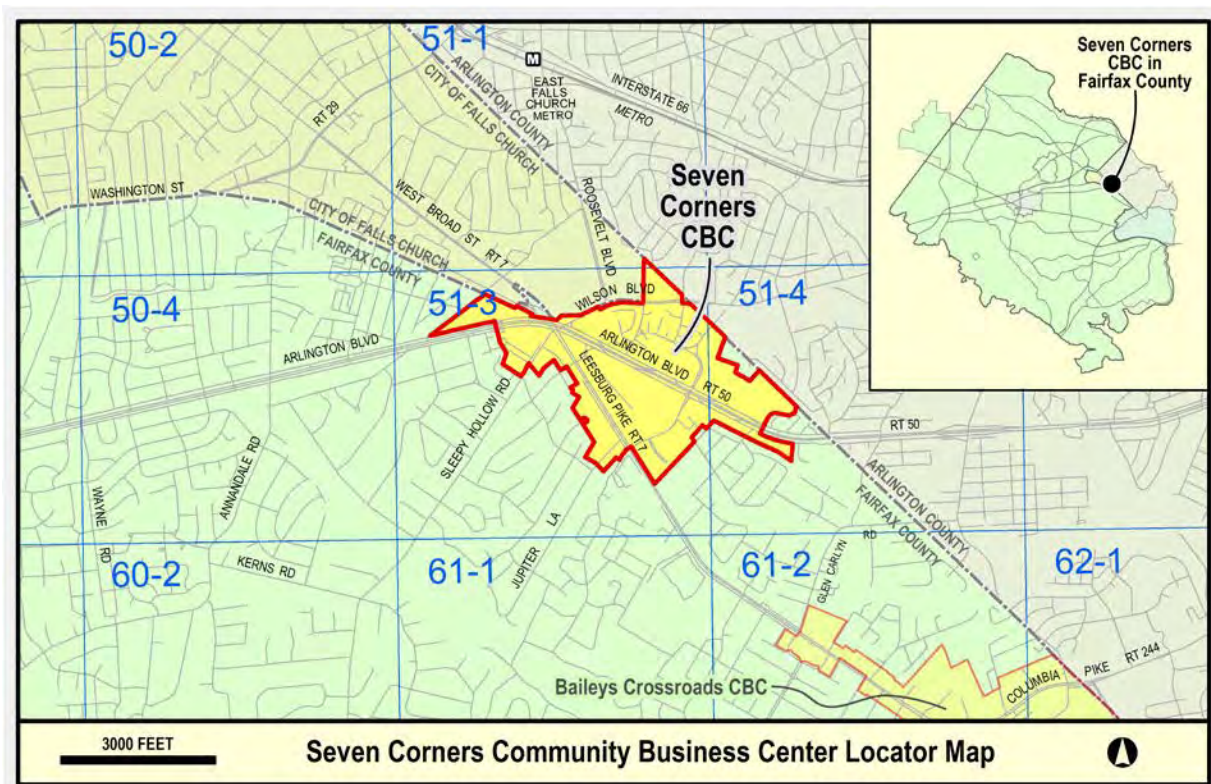 50-2
51-1
M
EAST
FALLS
CHURCH
METRO
ARLINGTON COUNTY
CITY OF FALLS CHURCH
INTERSTATE 66
METRO
Seven Corners
CBC in
Fairfax County
RT 29
WASHINGTON ST
WEST BROAD ST RT 7
ROOSEVELT BLVD
Seven
Corners
CBC
CITY OF FALLS CHURCH
FAIRFAX COUNTY
50-4
51-3
WILSON BLVD
51-4
ARLINGTON BLVD
ARLINGTON BLVD RT 50
LEESBURG PIKE RT 7
SLEEPY HOLLOW RD
RT 50
ANNANDALE RD
WAYNE RD
ARLINGTON COUNTY
FAIRFAX COUNTY
JUPITER LA
GLEN CARLYN RD
KERNS RD
60-2
61-1
61-2
62-1
COLUMBIA PIKE RT 244
Baileys Crossroads CBC
3000 FEET
Seven Corners Community Business Center Locator Map